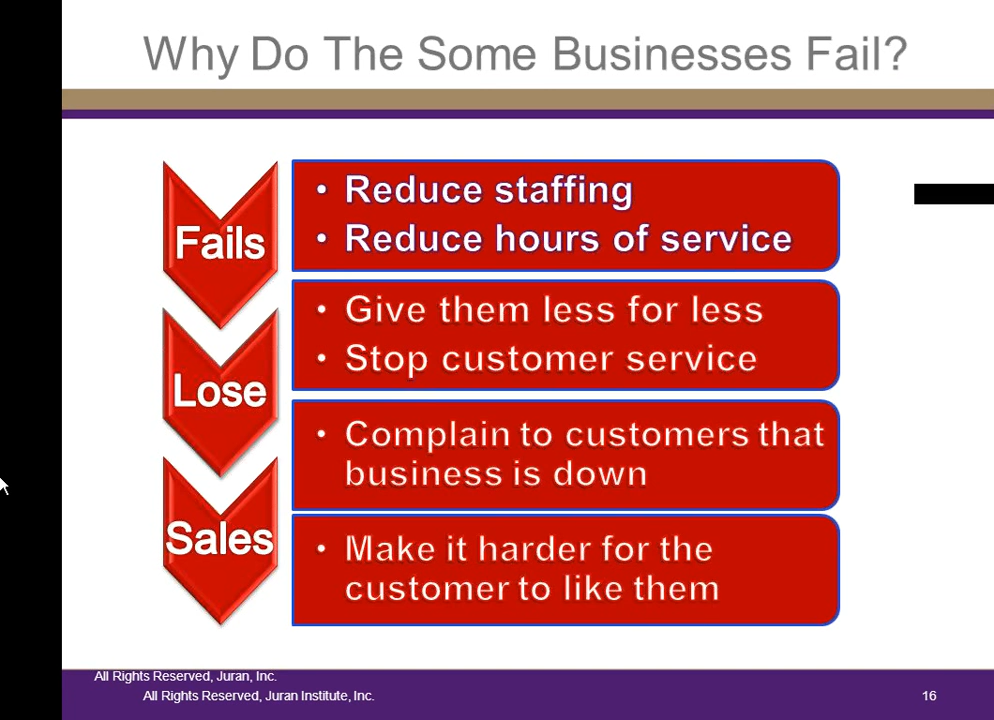 Why Do The Some Businesses Fail?
Fails
• Reduce staffing
• Reduce hours of service
Lose
• Give them less for less
• Stop customer service
• Complain to customers that
business is down
Sales
• Make it harder for the
customer to like them
All Rights Reserved, Juran, Inc.
All Rights Reserved, Juran Institute, Inc.
16